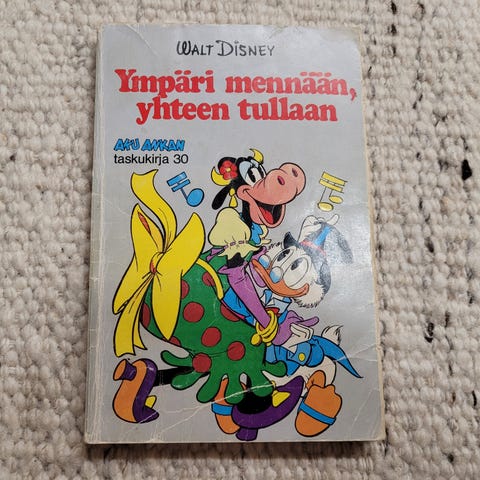 WALT DISNEY
Ympäri mennään,
yhteen tullaan
AKU ANKAN
taskukirja 30